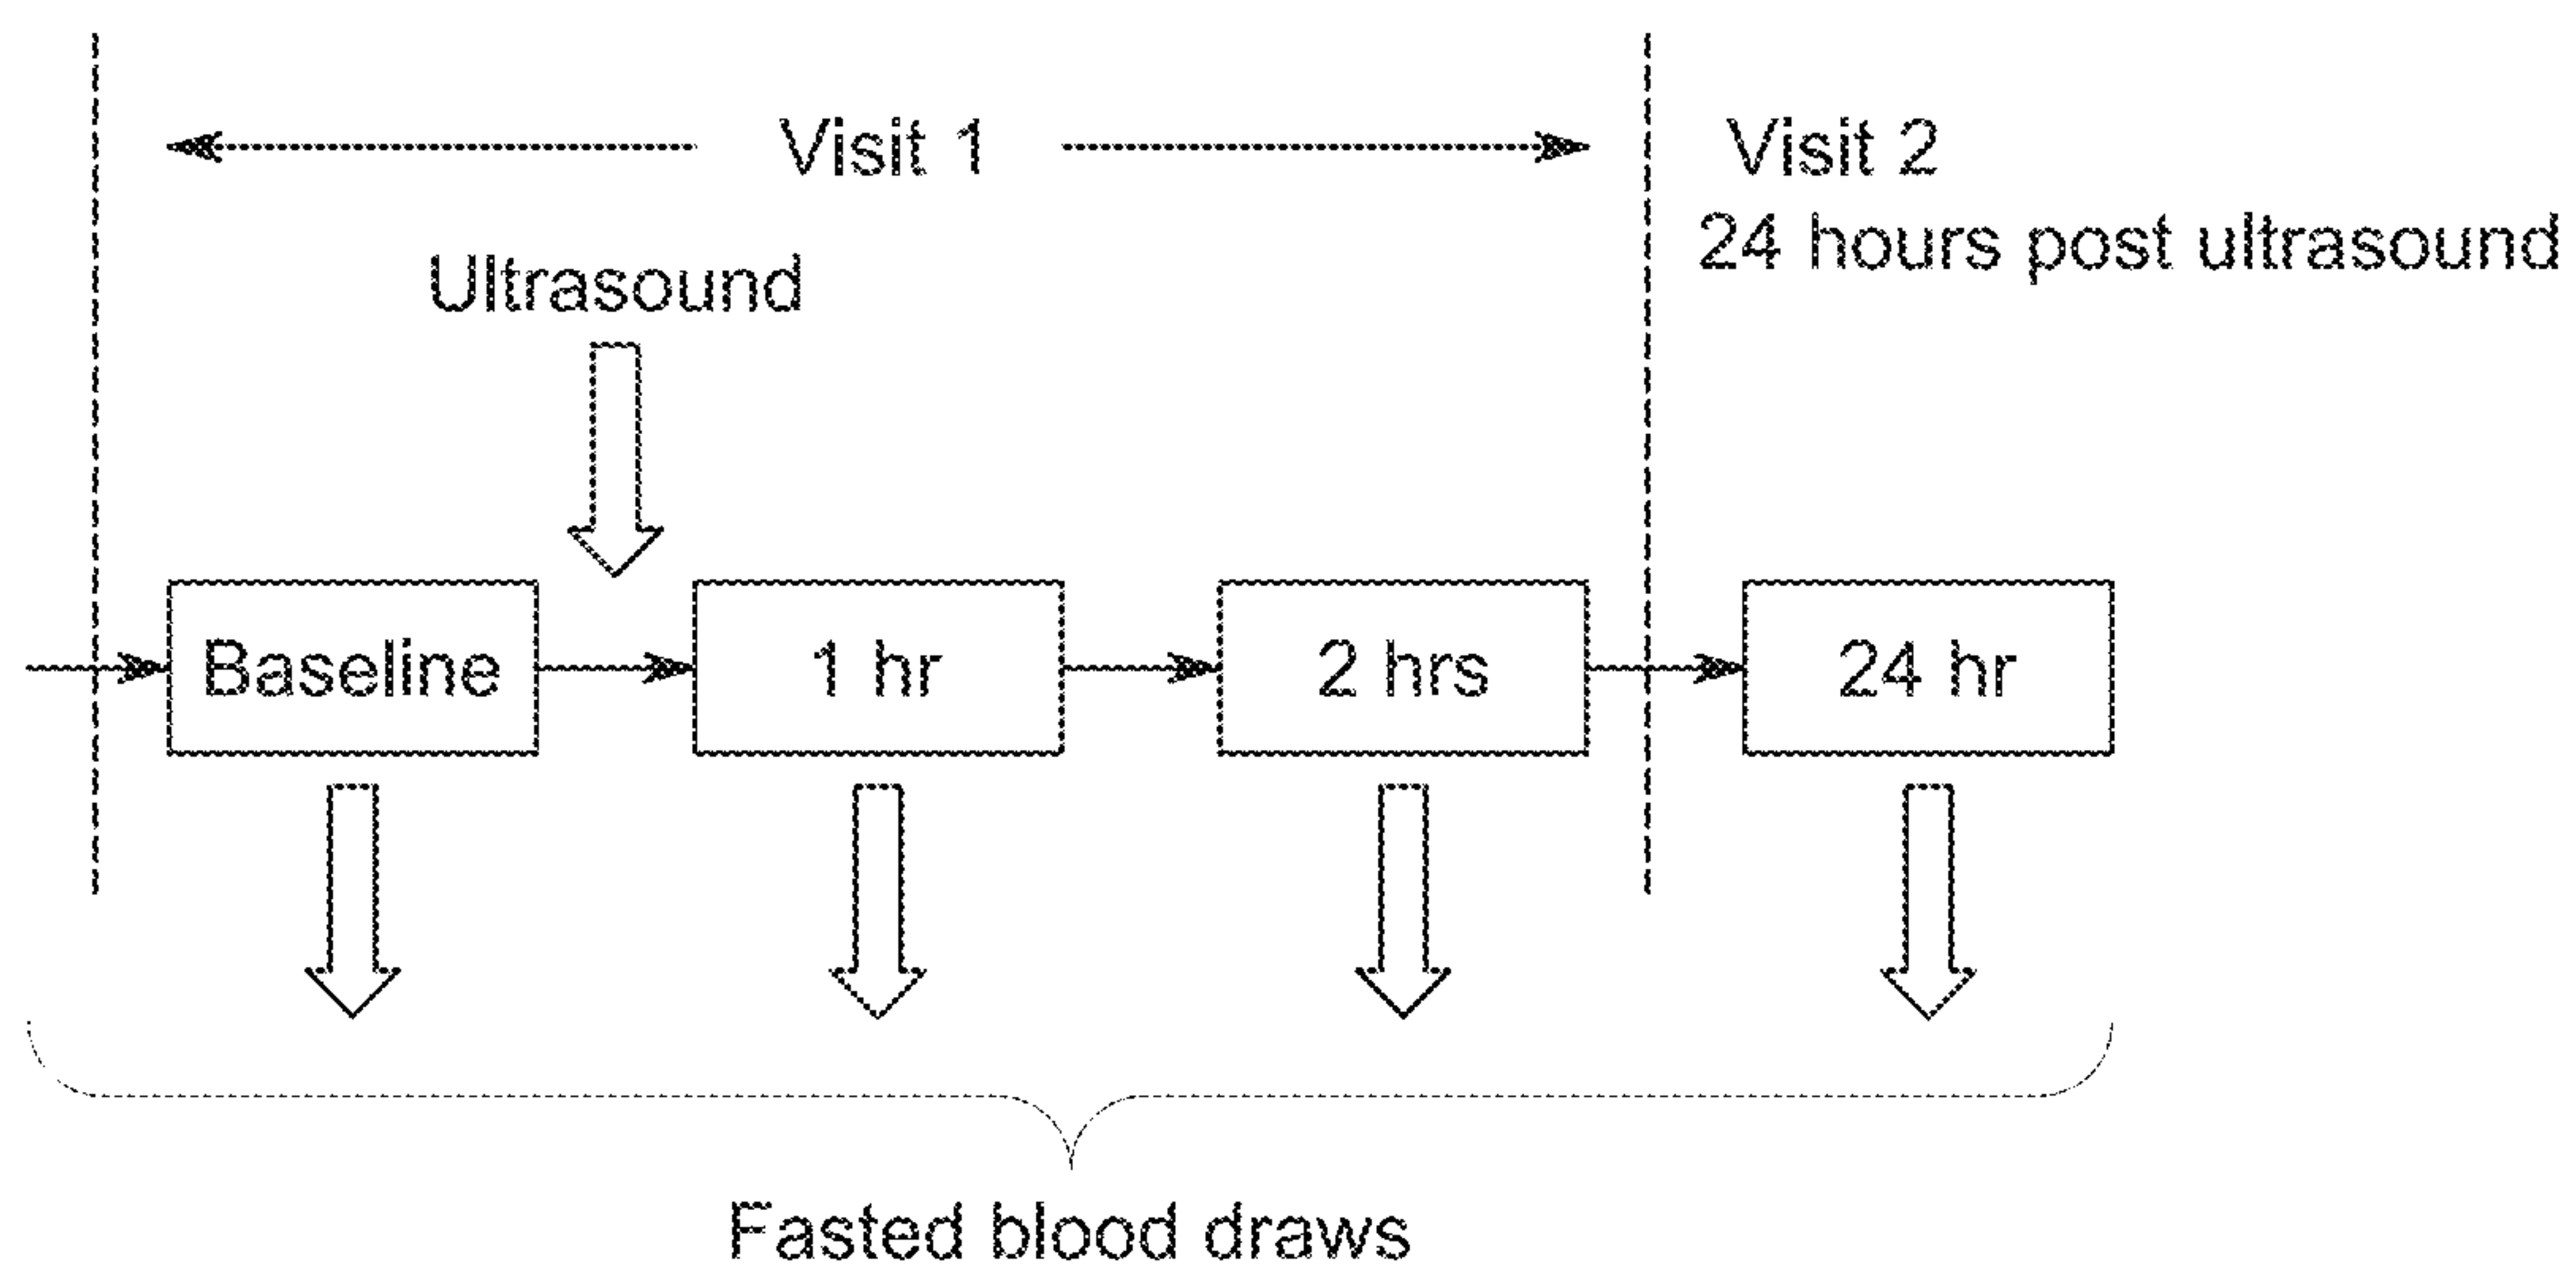 Visit 1
Visit 2
24 hours post ultrasound
Ultrasound
Baseline
1 hr
2 hrs
24 hr
Fasted blood draws